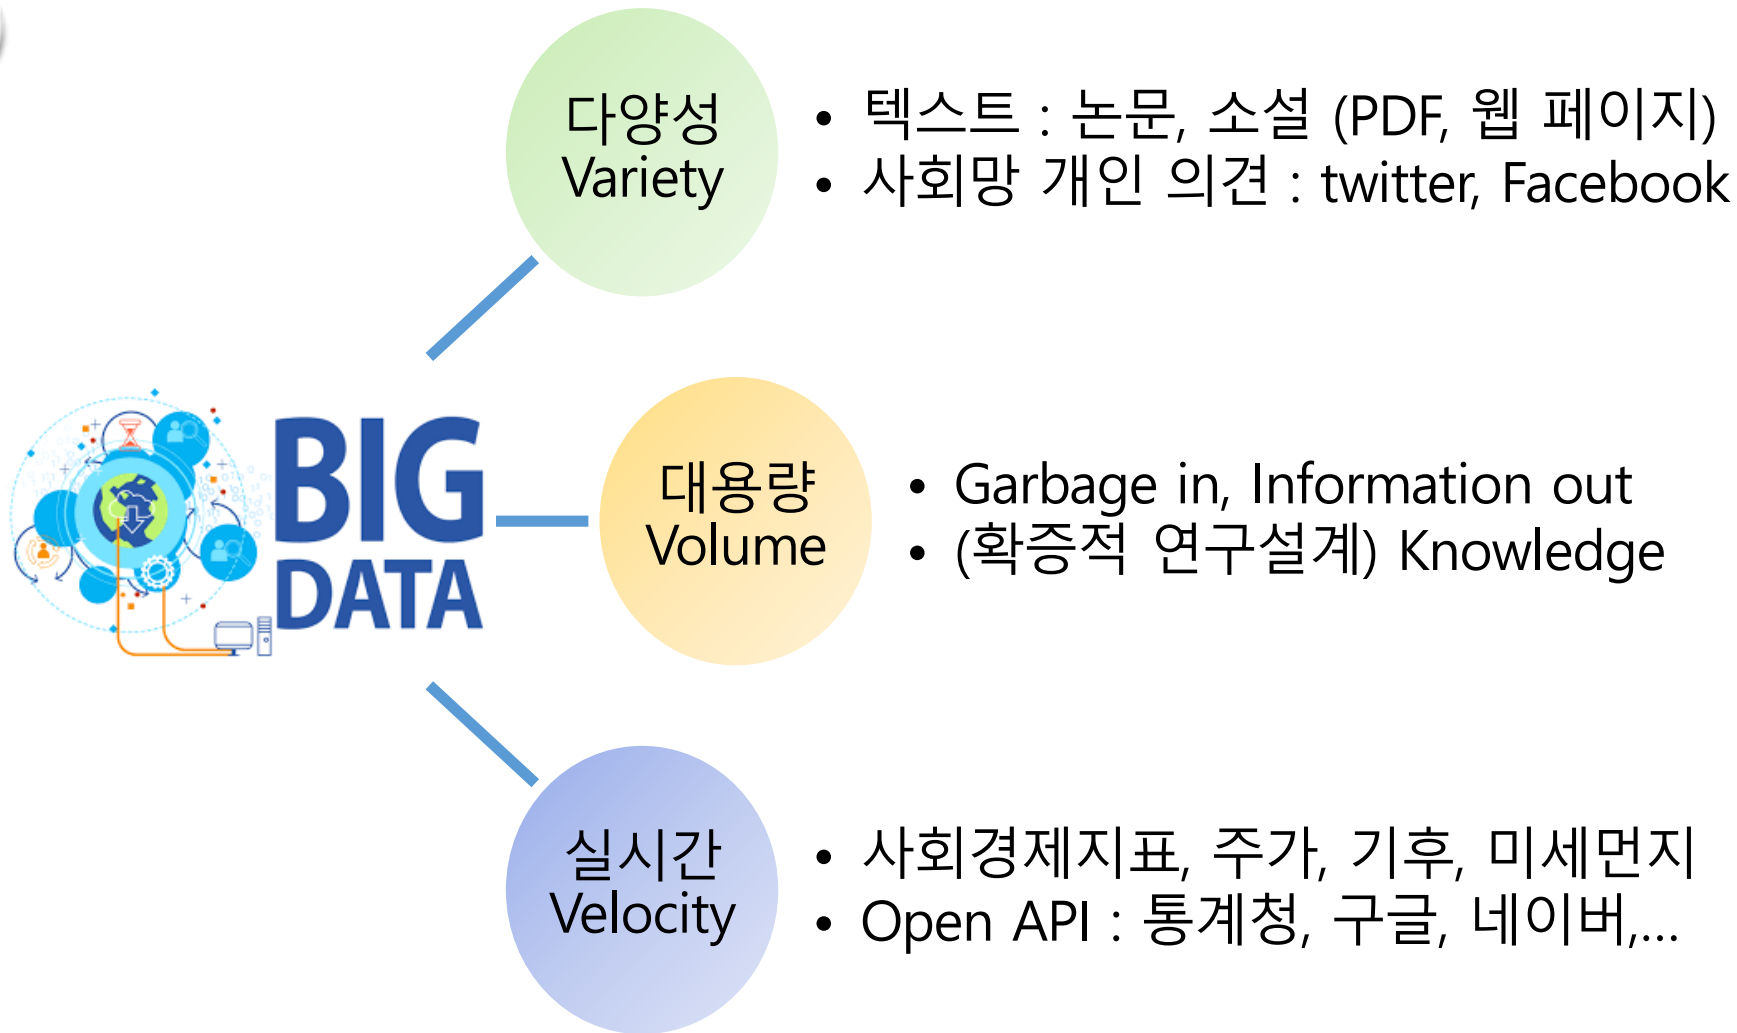 다양성
Variety
• 텍스트 : 논문, 소설 (PDF, 웹 페이지)
• 사회망 개인 의견 : twitter, Facebook
BIG
DATA
대용량
Volume
• Garbage in, Information out
• (확증적 연구설계) Knowledge
실시간
Velocity
• 사회경제지표, 주가, 기후, 미세먼지
• Open API : 통계청, 구글, 네이버,...